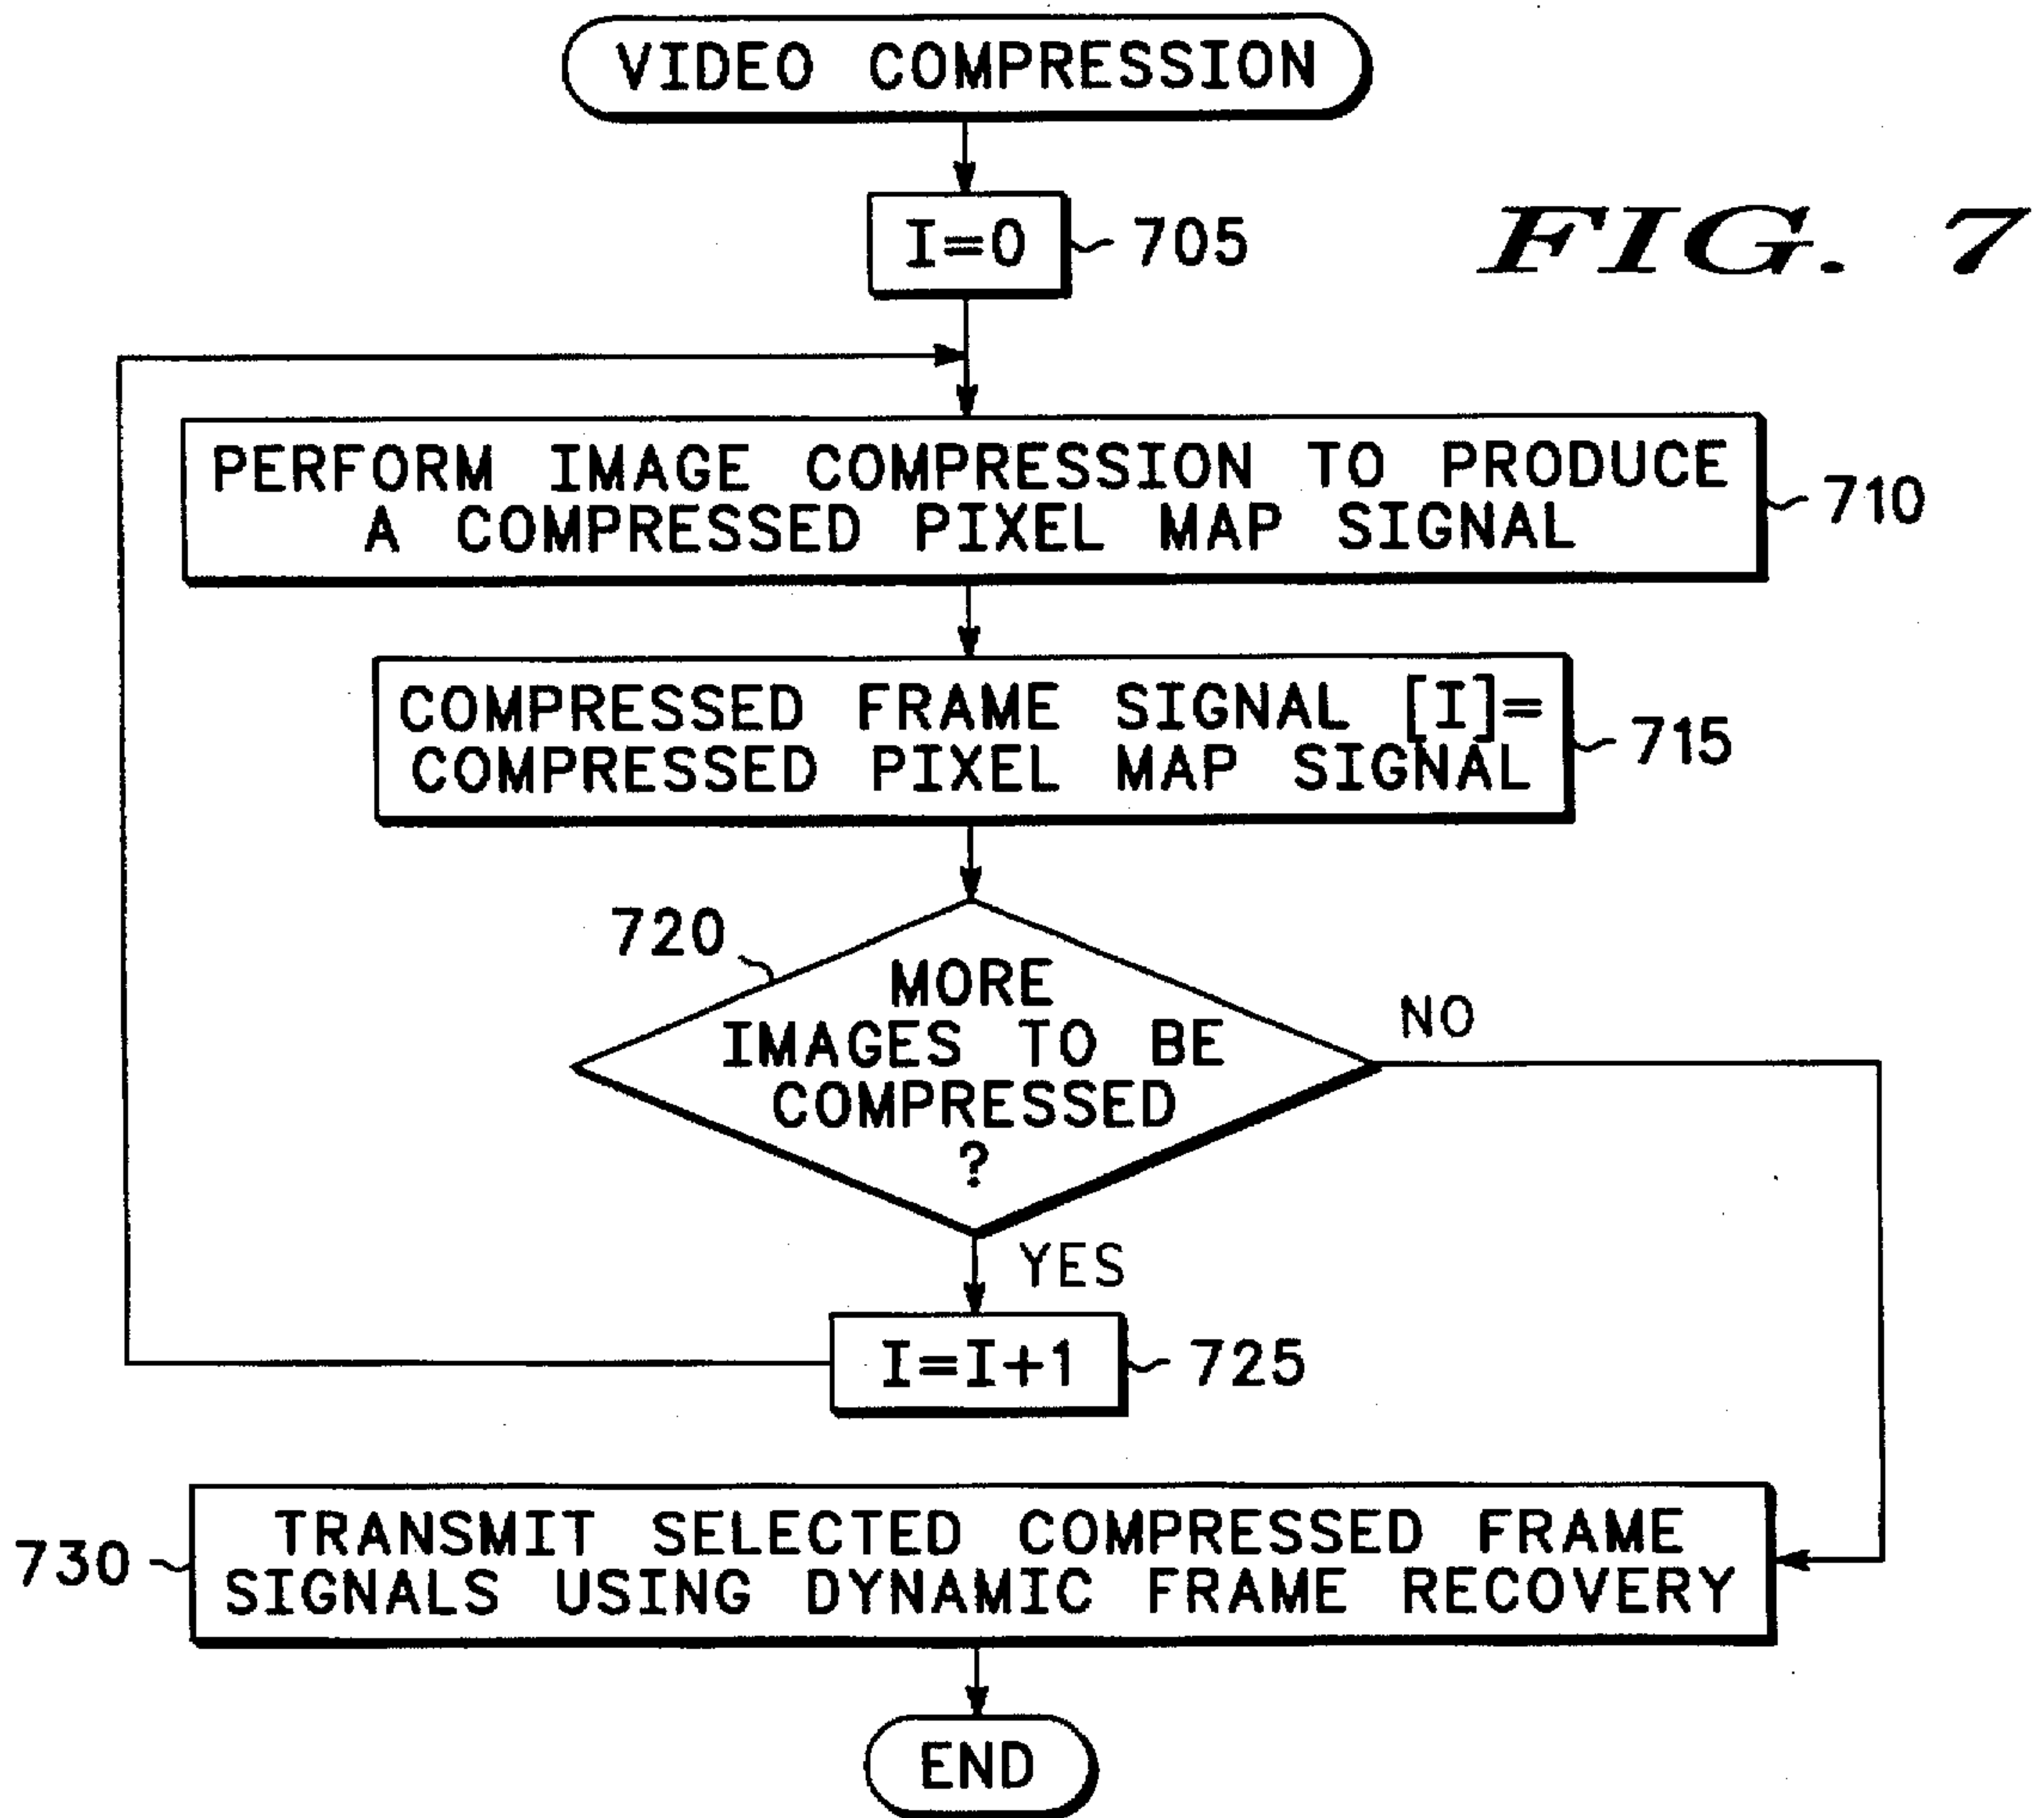 VIDEO COMPRESSION
I=0
705
FIG. 7
PERFORM IMAGE COMPRESSION TO PRODUCE
A COMPRESSED PIXEL MAP SIGNAL
710
COMPRESSED FRAME SIGNAL [I]=
COMPRESSED PIXEL MAP SIGNAL
715
720
MORE
IMAGES TO BE
COMPRESSED
?
NO
YES
I=I+1
725
TRANSMIT SELECTED COMPRESSED FRAME
SIGNALS USING DYNAMIC FRAME RECOVERY
730
END